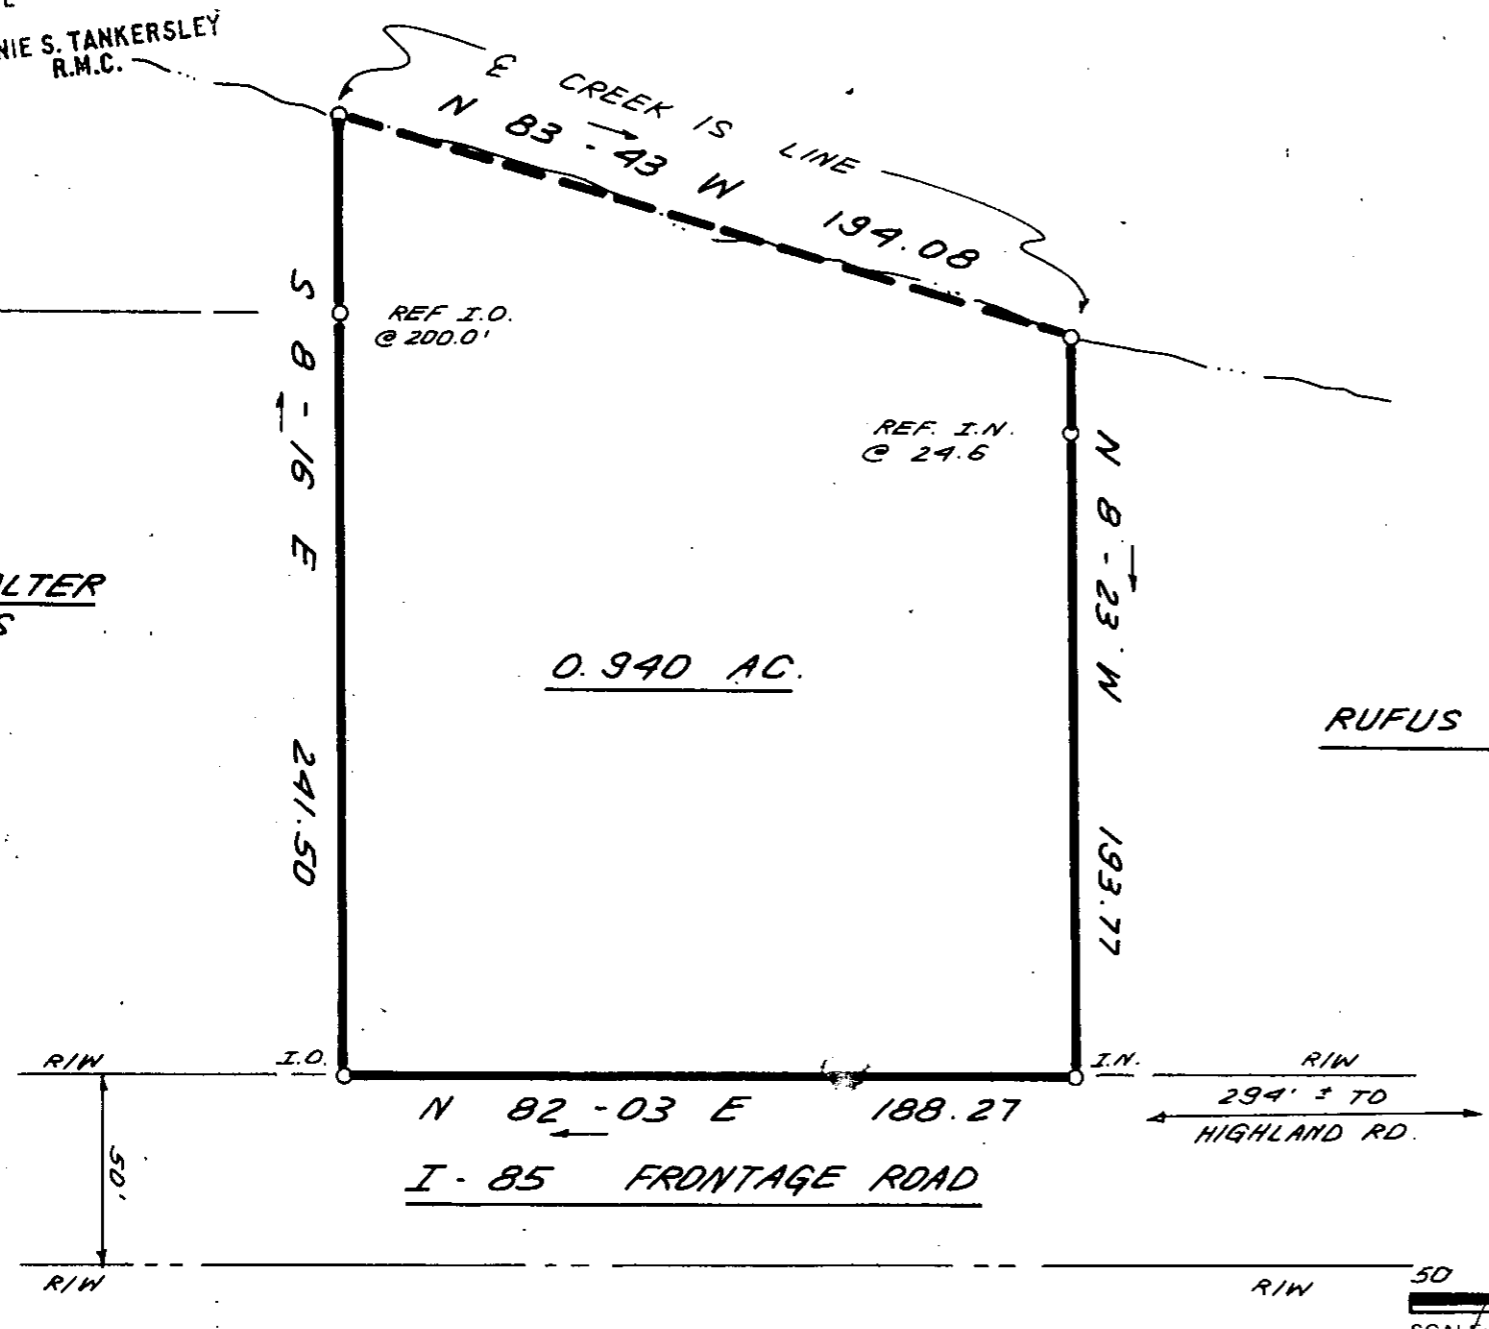 NIE S. TANKERSLEY
R.M.C.
℄ CREEK IS LINE
N 83-43 W 194.08
S 8-16 E 241.50
REF I.O.
@ 200.0'
REF. I.N.
@ 24.6
N 8-23 W 193.77
LTER
S
0.940 AC.
RUFUS
R/W
I.O.
I.N.
R/W
294' ± TO
HIGHLAND RD.
N 82-03 E 188.27
50'
I-85 FRONTAGE ROAD
R/W
R/W
50